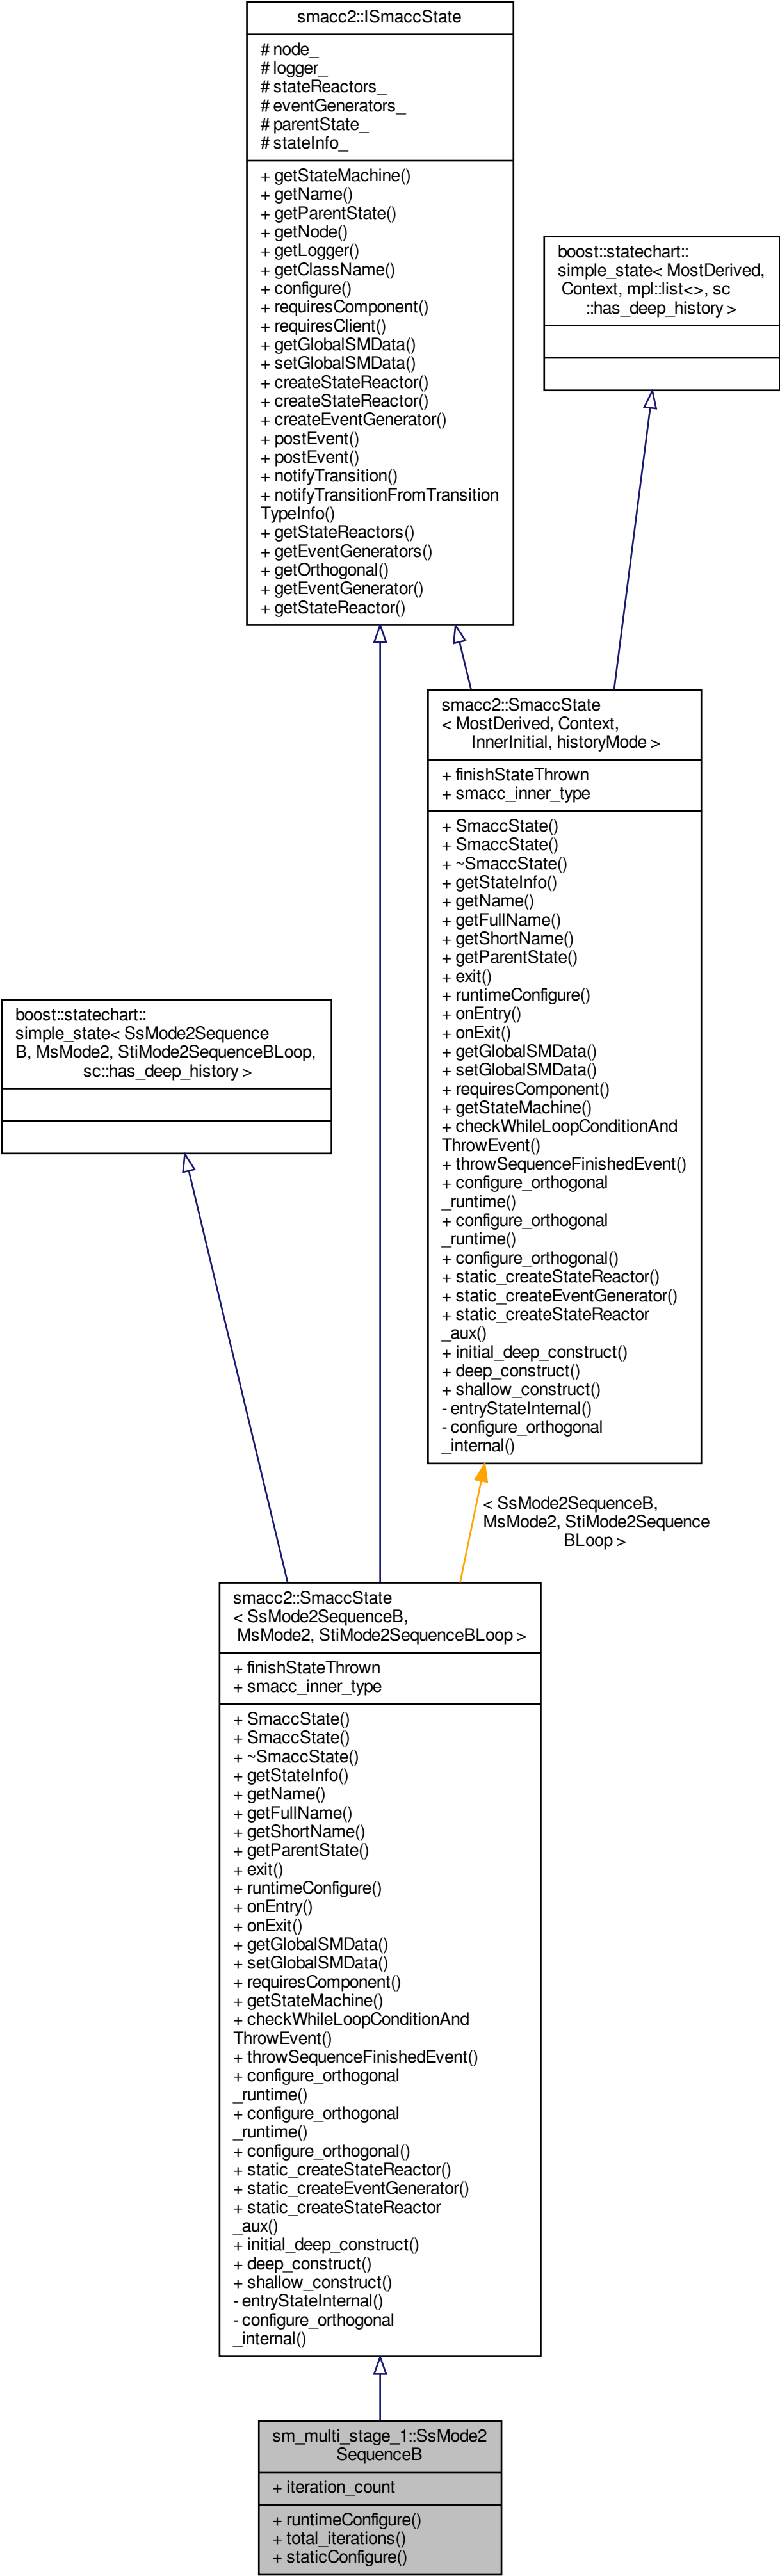 smacc2::ISmaccState
# node_
# logger_
# stateReactors_
# eventGenerators_
# parentState_
# stateInfo_
+ getStateMachine()
+ getName()
+ getParentState()
+ getNode()
+ getLogger()
+ getClassName()
+ configure()
+ requiresComponent()
+ requiresClient()
+ getGlobalSMData()
+ setGlobalSMData()
+ createStateReactor()
+ createStateReactor()
+ createEventGenerator()
+ postEvent()
+ postEvent()
+ notifyTransition()
+ notifyTransitionFromTransition
TypeInfo()
+ getStateReactors()
+ getEventGenerators()
+ getOrthogonal()
+ getEventGenerator()
+ getStateReactor()
boost::statechart::
simple_state< MostDerived,
Context, mpl::list<>, sc
::has_deep_history >
smacc2::SmaccState
< MostDerived, Context,
InnerInitial, historyMode >
+ finishStateThrown
+ smacc_inner_type
+ SmaccState()
+ SmaccState()
+ ~SmaccState()
+ getStateInfo()
+ getName()
+ getFullName()
+ getShortName()
+ getParentState()
+ exit()
+ runtimeConfigure()
+ onEntry()
+ onExit()
+ getGlobalSMData()
+ setGlobalSMData()
+ requiresComponent()
+ getStateMachine()
+ checkWhileLoopConditionAnd
ThrowEvent()
+ throwSequenceFinishedEvent()
+ configure_orthogonal
_runtime()
+ configure_orthogonal
_runtime()
+ configure_orthogonal()
+ static_createStateReactor()
+ static_createEventGenerator()
+ static_createStateReactor
_aux()
+ initial_deep_construct()
+ deep_construct()
+ shallow_construct()
- entryStateInternal()
- configure_orthogonal
_internal()
boost::statechart::
simple_state< SsMode2Sequence
B, MsMode2, StiMode2SequenceBLoop,
sc::has_deep_history >
< SsMode2SequenceB,
MsMode2, StiMode2Sequence
BLoop >
smacc2::SmaccState
< SsMode2SequenceB,
MsMode2, StiMode2SequenceBLoop >
+ finishStateThrown
+ smacc_inner_type
+ SmaccState()
+ SmaccState()
+ ~SmaccState()
+ getStateInfo()
+ getName()
+ getFullName()
+ getShortName()
+ getParentState()
+ exit()
+ runtimeConfigure()
+ onEntry()
+ onExit()
+ getGlobalSMData()
+ setGlobalSMData()
+ requiresComponent()
+ getStateMachine()
+ checkWhileLoopConditionAnd
ThrowEvent()
+ throwSequenceFinishedEvent()
+ configure_orthogonal
_runtime()
+ configure_orthogonal
_runtime()
+ configure_orthogonal()
+ static_createStateReactor()
+ static_createEventGenerator()
+ static_createStateReactor
_aux()
+ initial_deep_construct()
+ deep_construct()
+ shallow_construct()
- entryStateInternal()
- configure_orthogonal
_internal()
sm_multi_stage_1::SsMode2
SequenceB
+ iteration_count
+ runtimeConfigure()
+ total_iterations()
+ staticConfigure()